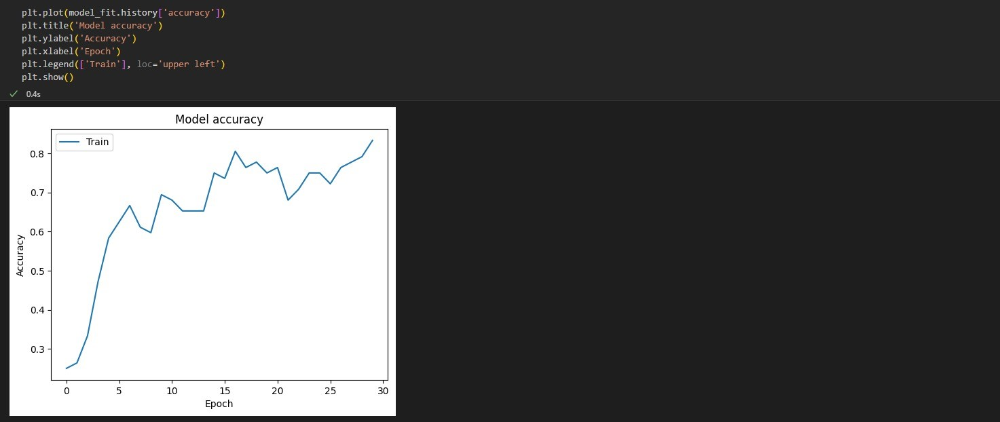 plt.plot(model_fit.history['accuracy'])
plt.title('Model accuracy')
plt.ylabel('Accuracy')
plt.xlabel('Epoch')
plt.legend(['Train'], loc='upper left')
plt.show()
0.4s
Model accuracy
Train
0.8
0.7
0.6
0.5
0.4
0.3
Accuracy
0 5 10 15 20 25 30
Epoch